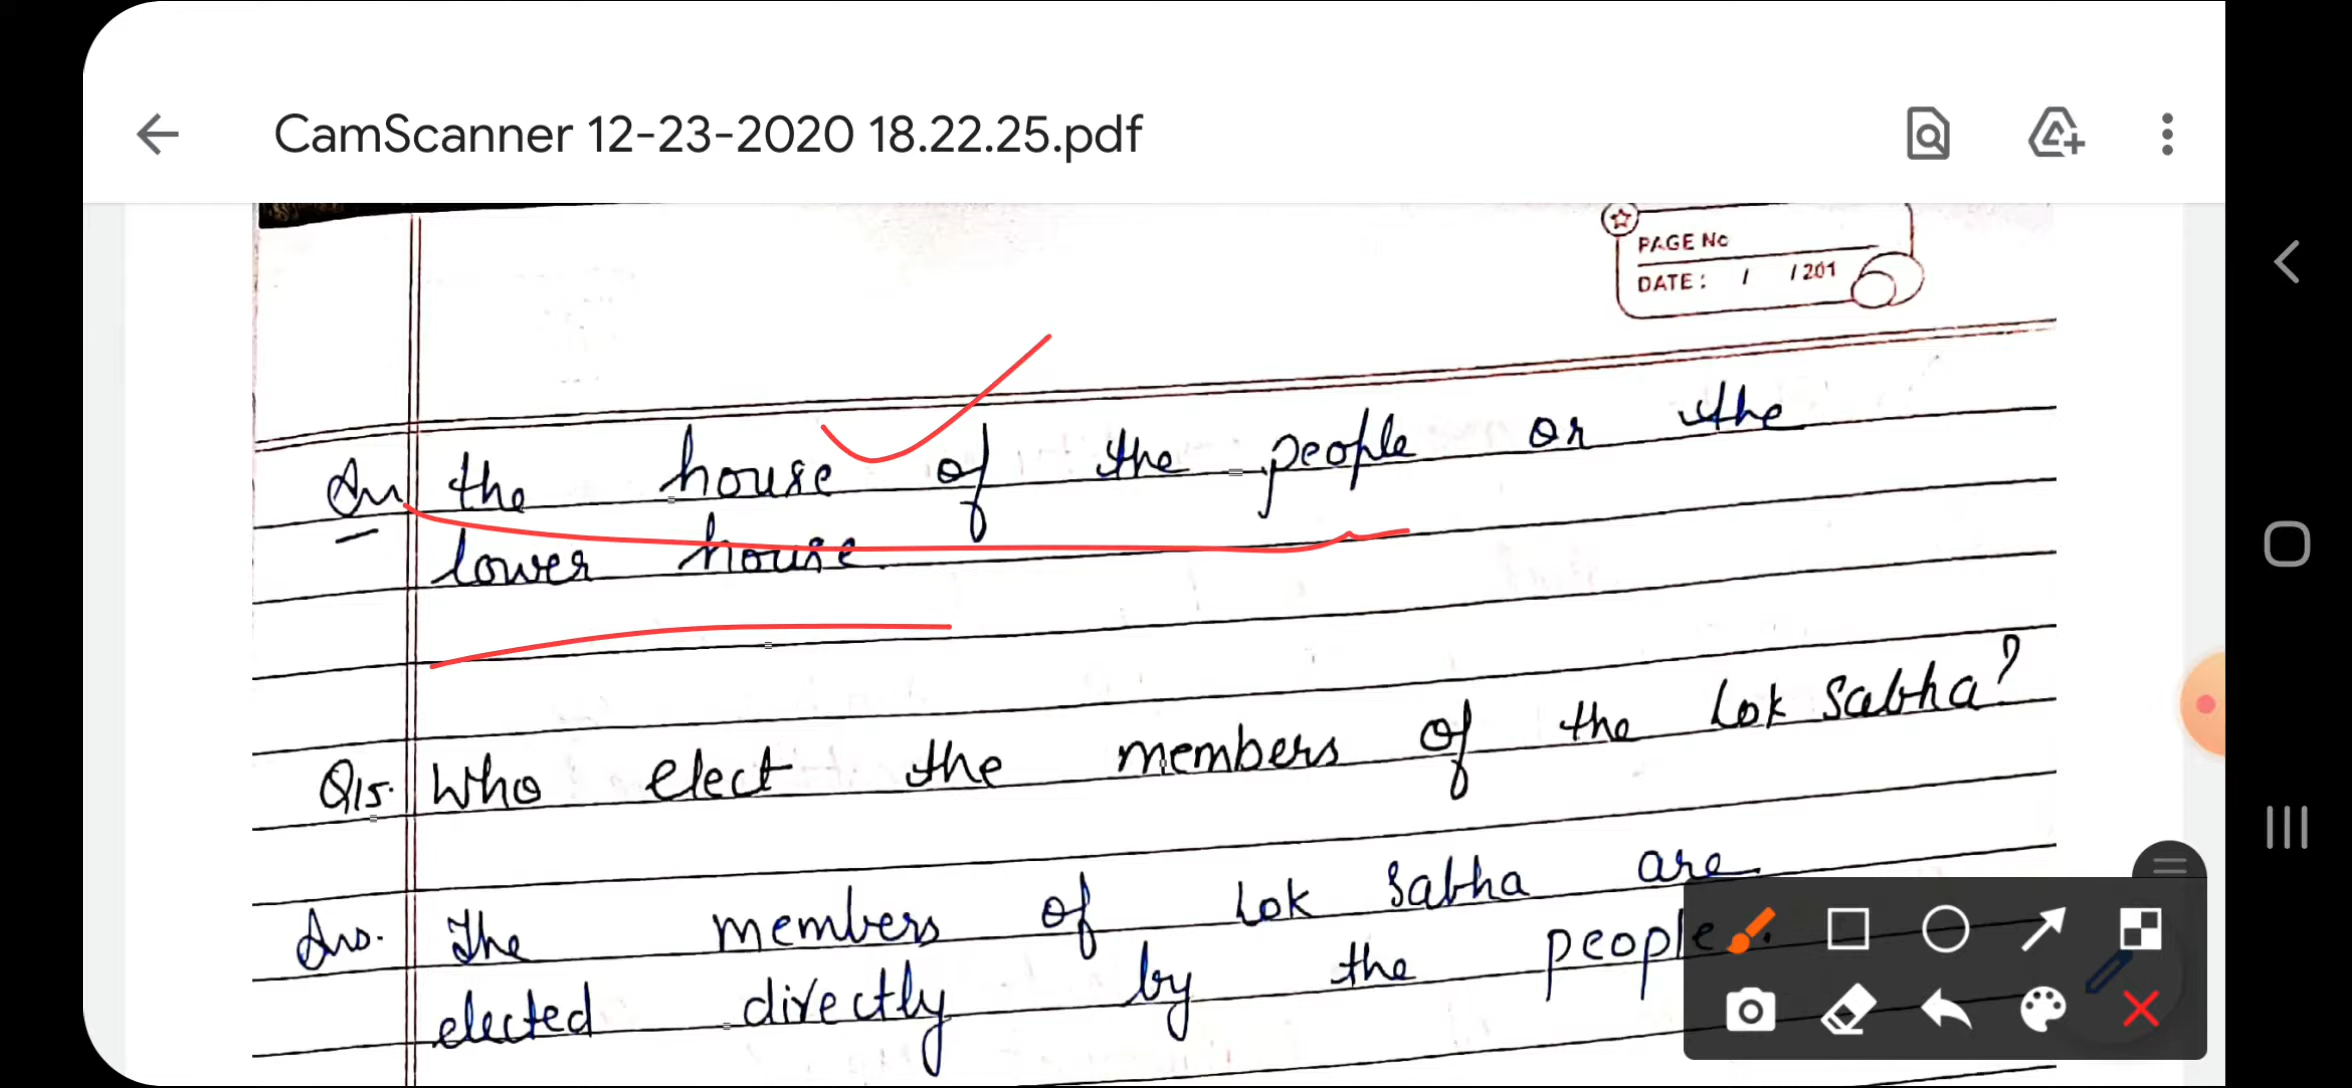 CamScanner 12-23-2020 18.22.25.pdf
PAGE No
DATE: / /201
An the house of the people or the
lower house.
Q15. Who elect the members of the Lok Sabha?
Ans. The members of Lok Sabha are
elected directly by the people.